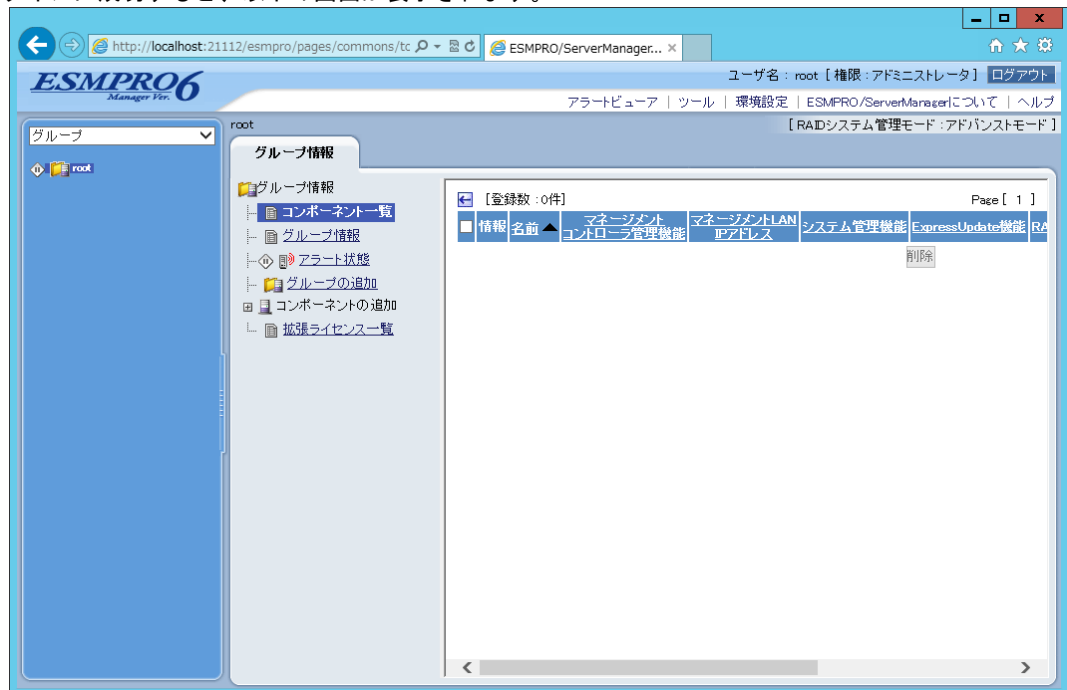 http://localhost:21112/esmpro/pages/commons/tc
ESMPRO/ServerManager... ×
ESMPRO6
Manager Ver.
ユーザ名 : root [ 権限 : アドミニストレータ ] ログアウト
アラートビューア | ツール | 環境設定 | ESMPRO/ServerManagerについて | ヘルプ
グループ
root
root
[ RAIDシステム管理モード : アドバンストモード ]
グループ情報
グループ情報
コンポーネント一覧
グループ情報
アラート状態
グループの追加
コンポーネントの追加
拡張ライセンス一覧
[登録数 : 0件] Page [ 1 ]
情報 名前▲ マネージメント コントローラ管理機能 マネージメントLAN IPアドレス システム管理機能 ExpressUpdate機能 RA
削除